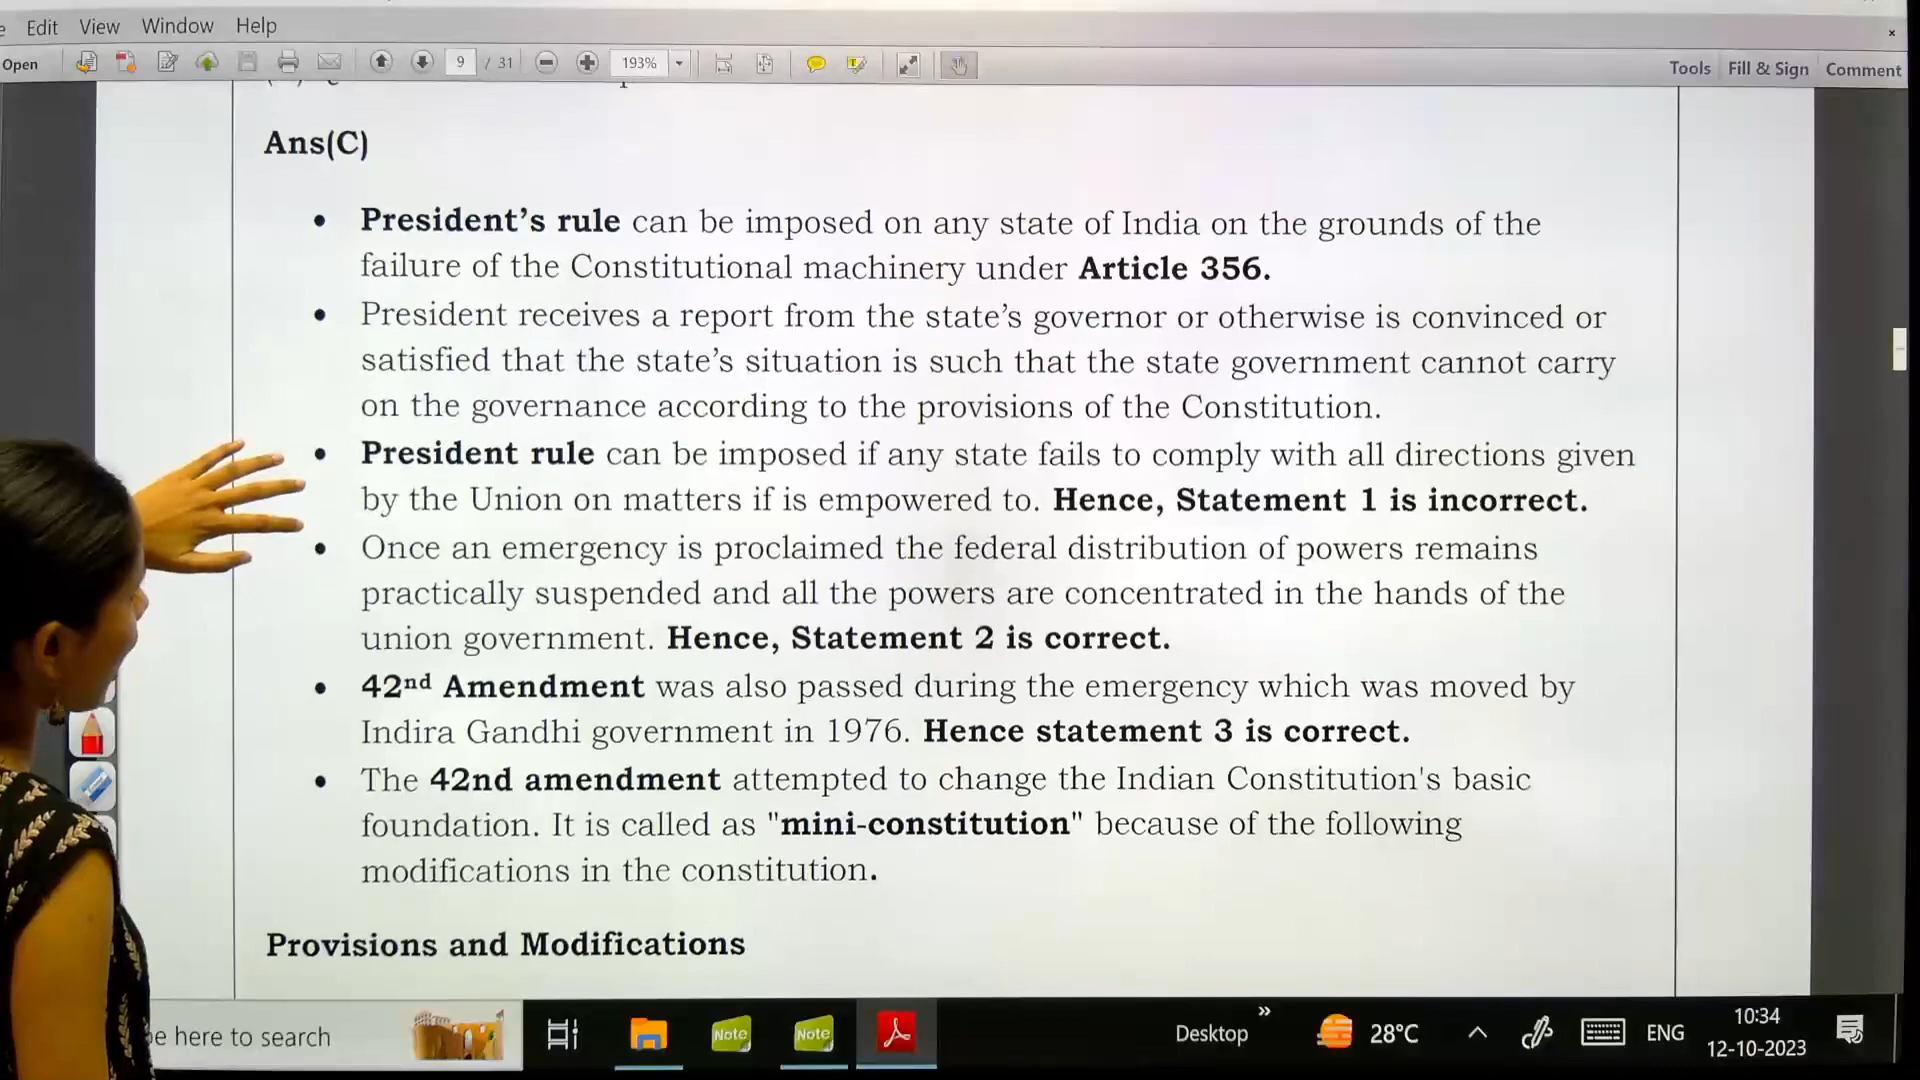 Edit View Window Help
Open 9 / 31 193% Tools Fill & Sign Comment
Ans(C)
• President's rule can be imposed on any state of India on the grounds of the
failure of the Constitutional machinery under Article 356.
• President receives a report from the state's governor or otherwise is convinced or
satisfied that the state's situation is such that the state government cannot carry
on the governance according to the provisions of the Constitution.
• President rule can be imposed if any state fails to comply with all directions given
by the Union on matters if is empowered to. Hence, Statement 1 is incorrect.
• Once an emergency is proclaimed the federal distribution of powers remains
practically suspended and all the powers are concentrated in the hands of the
union government. Hence, Statement 2 is correct.
• 42nd Amendment was also passed during the emergency which was moved by
Indira Gandhi government in 1976. Hence statement 3 is correct.
• The 42nd amendment attempted to change the Indian Constitution's basic
foundation. It is called as "mini-constitution" because of the following
modifications in the constitution.
Provisions and Modifications
here to search Note Note Desktop 28°C ENG 10:34
12-10-2023